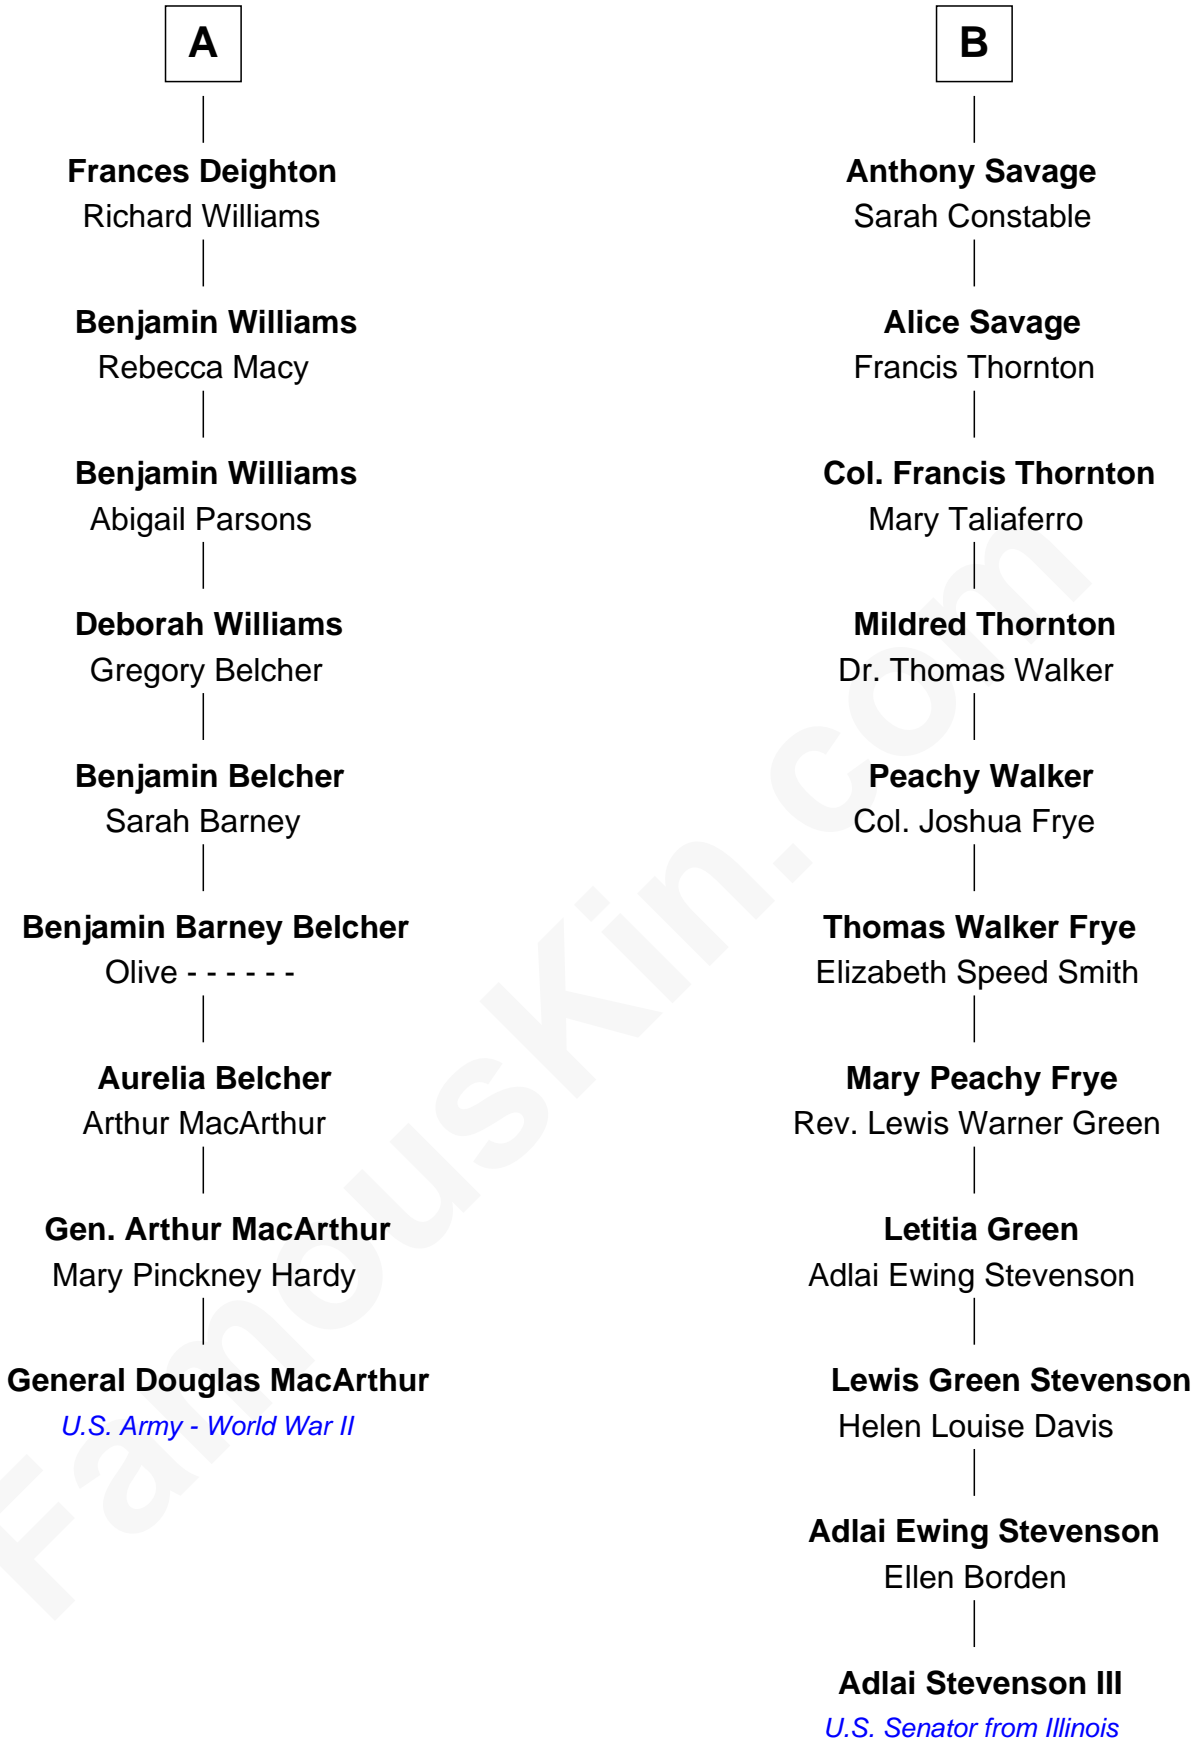 A
Frances Deighton
Richard Williams
Benjamin Williams
Rebecca Macy
Benjamin Williams
Abigail Parsons
Deborah Williams
Gregory Belcher
Benjamin Belcher
Sarah Barney
Benjamin Barney Belcher
Olive - - - - - -
Aurelia Belcher
Arthur MacArthur
Gen. Arthur MacArthur
Mary Pinckney Hardy
General Douglas MacArthur
U.S. Army - World War II
B
Anthony Savage
Sarah Constable
Alice Savage
Francis Thornton
Col. Francis Thornton
Mary Taliaferro
Mildred Thornton
Dr. Thomas Walker
Peachy Walker
Col. Joshua Frye
Thomas Walker Frye
Elizabeth Speed Smith
Mary Peachy Frye
Rev. Lewis Warner Green
Letitia Green
Adlai Ewing Stevenson
Lewis Green Stevenson
Helen Louise Davis
Adlai Ewing Stevenson
Ellen Borden
Adlai Stevenson III
U.S. Senator from Illinois
FamousKin.com